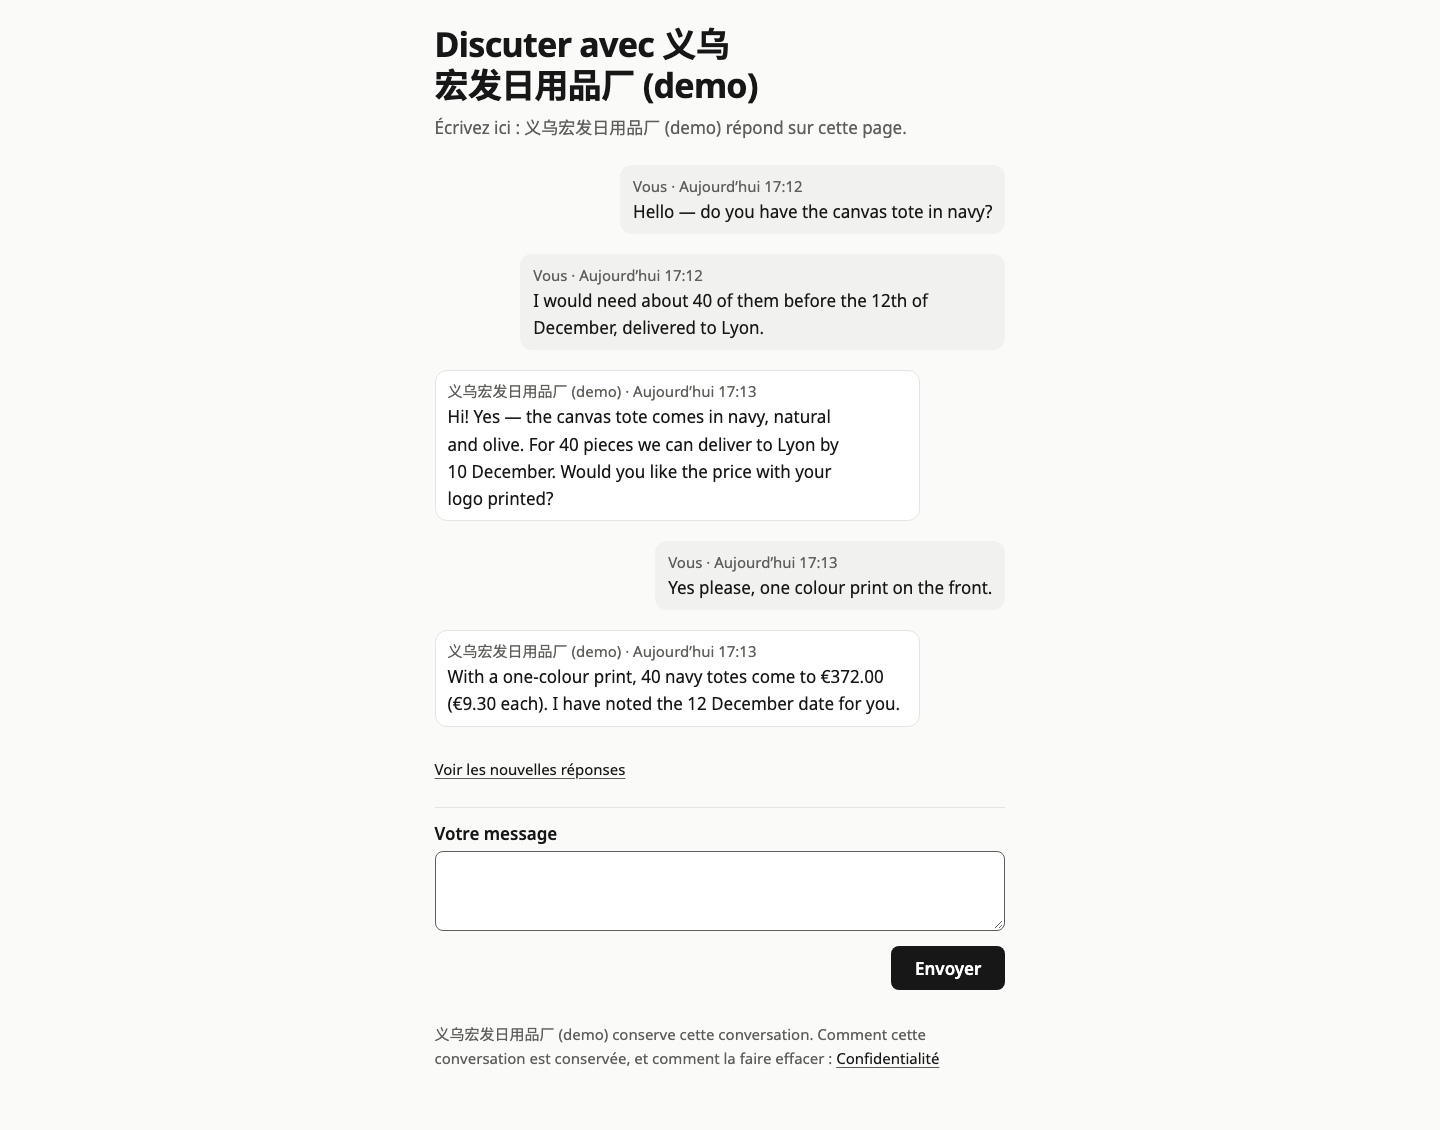 Discuter avec 义乌
宏发日用品厂 (demo)
Écrivez ici : 义乌宏发日用品厂 (demo) répond sur cette page.
Vous · Aujourd’hui 17:12
Hello — do you have the canvas tote in navy?
Vous · Aujourd’hui 17:12
I would need about 40 of them before the 12th of
December, delivered to Lyon.
义乌宏发日用品厂 (demo) · Aujourd’hui 17:13
Hi! Yes — the canvas tote comes in navy, natural
and olive. For 40 pieces we can deliver to Lyon by
10 December. Would you like the price with your
logo printed?
Vous · Aujourd’hui 17:13
Yes please, one colour print on the front.
义乌宏发日用品厂 (demo) · Aujourd’hui 17:13
With a one-colour print, 40 navy totes come to €372.00
(€9.30 each). I have noted the 12 December date for you.
Voir les nouvelles réponses
Votre message
Envoyer
义乌宏发日用品厂 (demo) conserve cette conversation. Comment cette
conversation est conservée, et comment la faire effacer : Confidentialité